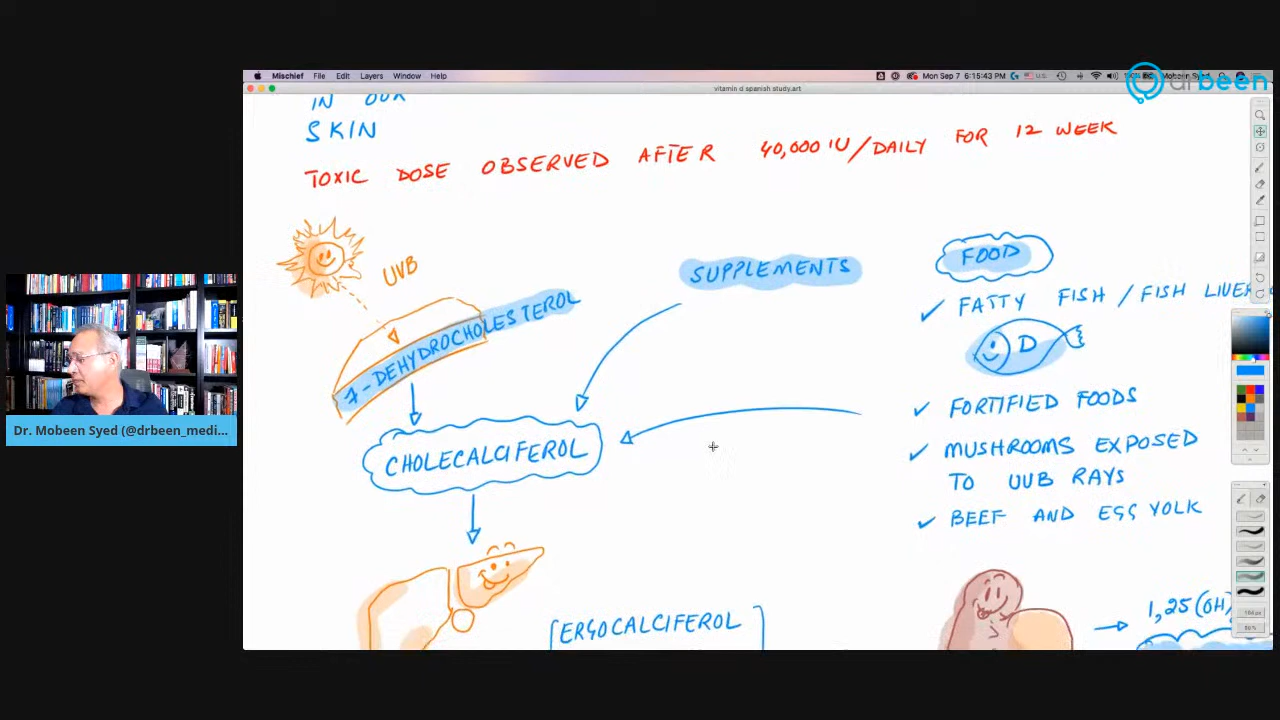 Mischief File Edit Layers Window Help
Mon Sep 7 6:15:43 PM Mobeen Syed
drbeen
vitamin d spanish study.art
IN OUR
SKIN
TOXIC DOSE OBSERVED AFTER 40,000 IU/DAILY FOR 12 WEEK
UVB
SUPPLEMENTS
FOOD
✓ FATTY FISH / FISH LIVER
7-DEHYDROCHOLESTEROL
D
✓ FORTIFIED FOODS
CHOLECALCIFEROL
✓ MUSHROOMS EXPOSED
TO UVB RAYS
✓ BEEF AND EGG YOLK
Dr. Mobeen Syed (@drbeen_medi...
[ERGOCALCIFEROL]
1,25(OH)